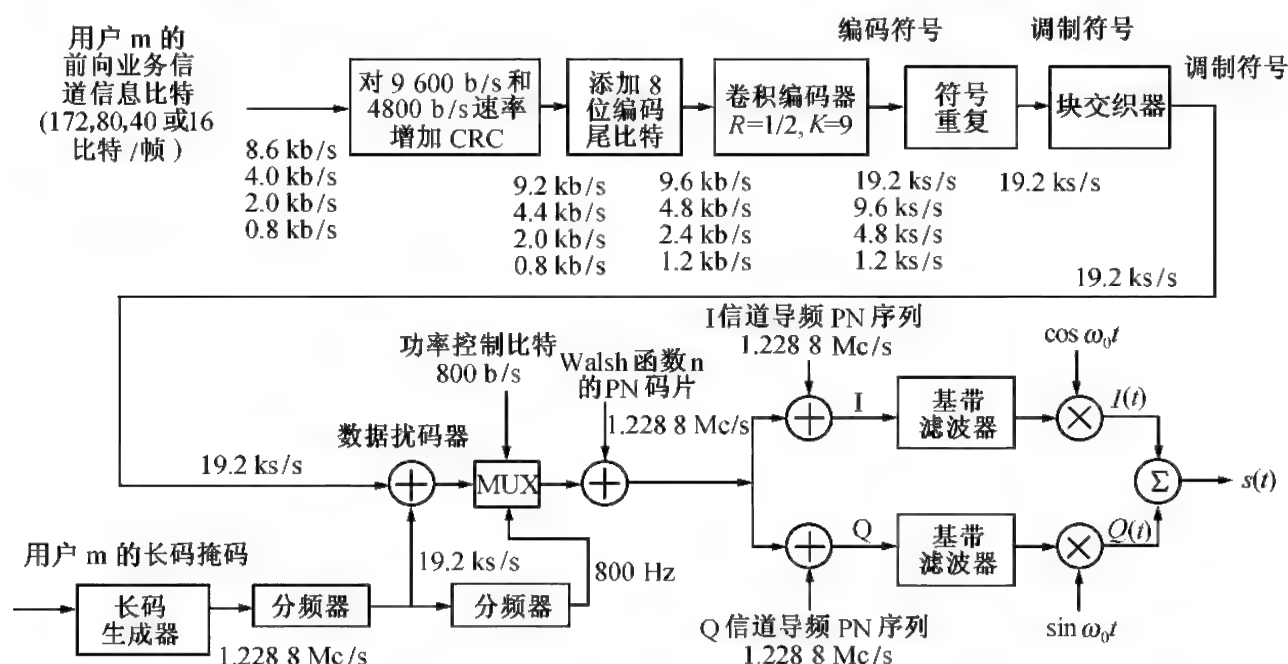 用户 m 的
前向业务信
道信息比特
(172,80,40 或16
比特/帧)
8.6 kb/s
4.0 kb/s
2.0 kb/s
0.8 kb/s
对 9 600 b/s 和
4800 b/s 速率
增加 CRC
添加 8
位编码
尾比特
9.2 kb/s
4.4 kb/s
2.0 kb/s
0.8 kb/s
卷积编码器
R=1/2, K=9
9.6 kb/s
4.8 kb/s
2.4 kb/s
1.2 kb/s
编码符号
符号
重复
19.2 ks/s
9.6 ks/s
4.8 ks/s
1.2 ks/s
调制符号
块交织器
19.2 ks/s
调制符号
19.2 ks/s
I信道导频 PN 序列
1.228 8 Mc/s
cos ω₀t
功率控制比特
800 b/s
Walsh 函数 n
的PN 码片
1.228 8 Mc/s
I
基带
滤波器
I(t)
数据扰码器
19.2 ks/s
MUX
Σ
s(t)
Q
基带
滤波器
Q(t)
用户 m 的长码掩码
19.2 ks/s
800 Hz
长码
生成器
分频器
分频器
1.228 8 Mc/s
Q 信道导频 PN 序列
1.228 8 Mc/s
sin ω₀t